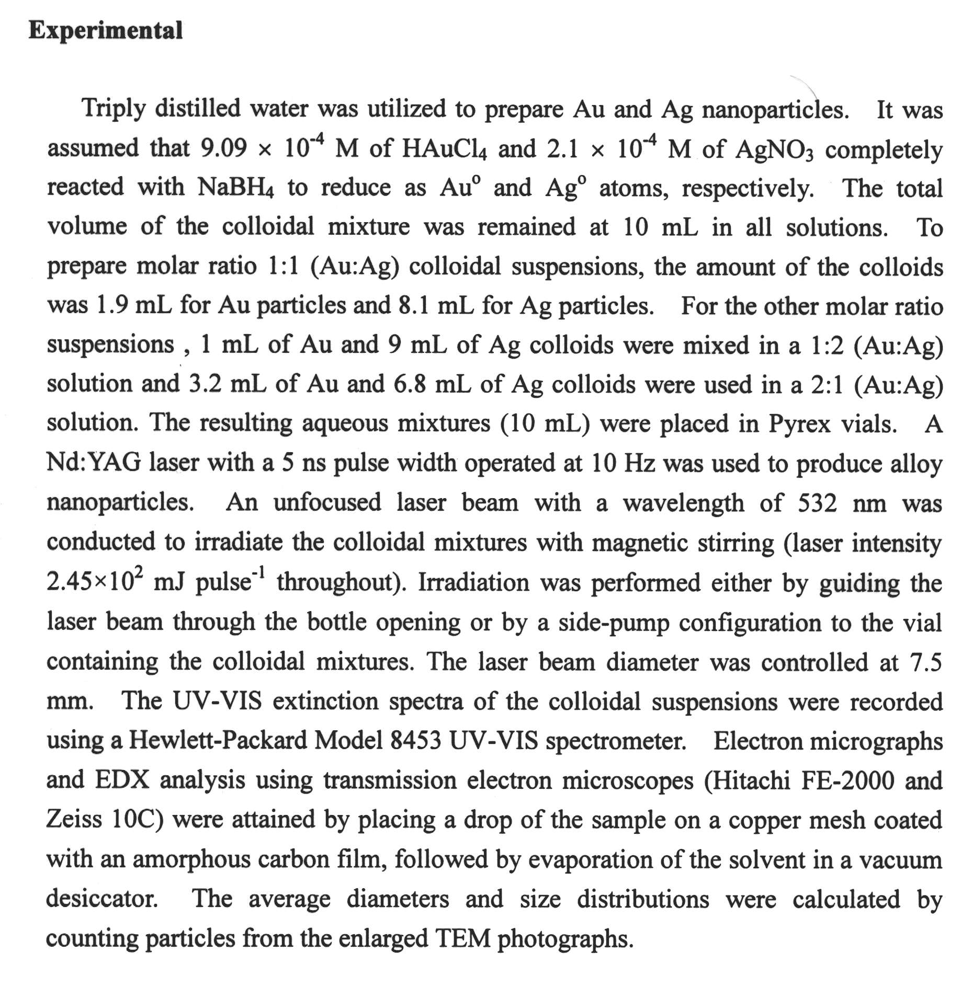 Experimental
Triply distilled water was utilized to prepare Au and Ag nanoparticles. It was
assumed that 9.09 × 10⁻⁴ M of HAuCl₄ and 2.1 × 10⁻⁴ M of AgNO₃ completely
reacted with NaBH₄ to reduce as Au⁰ and Ag⁰ atoms, respectively. The total
volume of the colloidal mixture was remained at 10 mL in all solutions. To
prepare molar ratio 1:1 (Au:Ag) colloidal suspensions, the amount of the colloids
was 1.9 mL for Au particles and 8.1 mL for Ag particles. For the other molar ratio
suspensions , 1 mL of Au and 9 mL of Ag colloids were mixed in a 1:2 (Au:Ag)
solution and 3.2 mL of Au and 6.8 mL of Ag colloids were used in a 2:1 (Au:Ag)
solution. The resulting aqueous mixtures (10 mL) were placed in Pyrex vials. A
Nd:YAG laser with a 5 ns pulse width operated at 10 Hz was used to produce alloy
nanoparticles. An unfocused laser beam with a wavelength of 532 nm was
conducted to irradiate the colloidal mixtures with magnetic stirring (laser intensity
2.45×10² mJ pulse⁻¹ throughout). Irradiation was performed either by guiding the
laser beam through the bottle opening or by a side-pump configuration to the vial
containing the colloidal mixtures. The laser beam diameter was controlled at 7.5
mm. The UV-VIS extinction spectra of the colloidal suspensions were recorded
using a Hewlett-Packard Model 8453 UV-VIS spectrometer. Electron micrographs
and EDX analysis using transmission electron microscopes (Hitachi FE-2000 and
Zeiss 10C) were attained by placing a drop of the sample on a copper mesh coated
with an amorphous carbon film, followed by evaporation of the solvent in a vacuum
desiccator. The average diameters and size distributions were calculated by
counting particles from the enlarged TEM photographs.